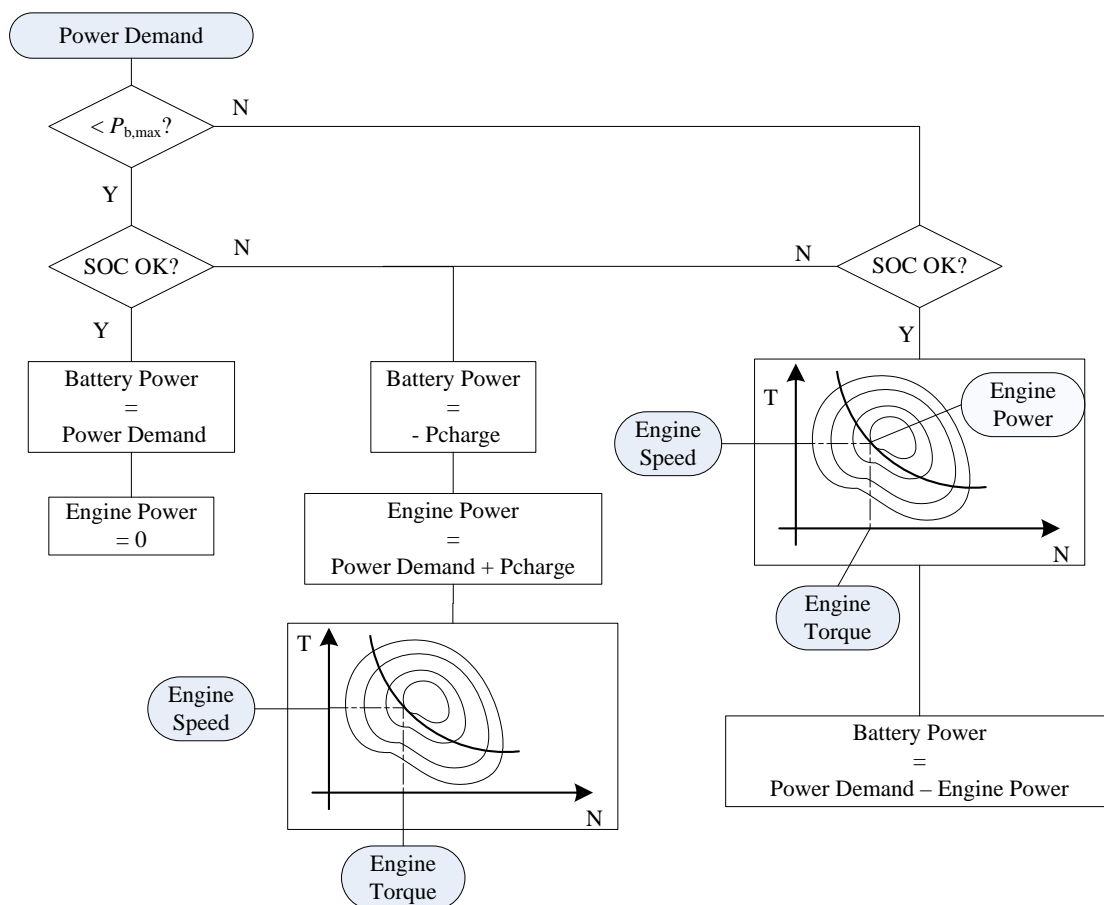 Power Demand
< Pb,max?
N
Y
SOC OK?
N
N
SOC OK?
Y
Y
Battery Power
=
Power Demand
Battery Power
=
- Pcharge
T
Engine
Power
Engine
Speed
N
Engine Power
= 0
Engine Power
=
Power Demand + Pcharge
Engine
Torque
T
Engine
Speed
N
Engine
Torque
Battery Power
=
Power Demand – Engine Power